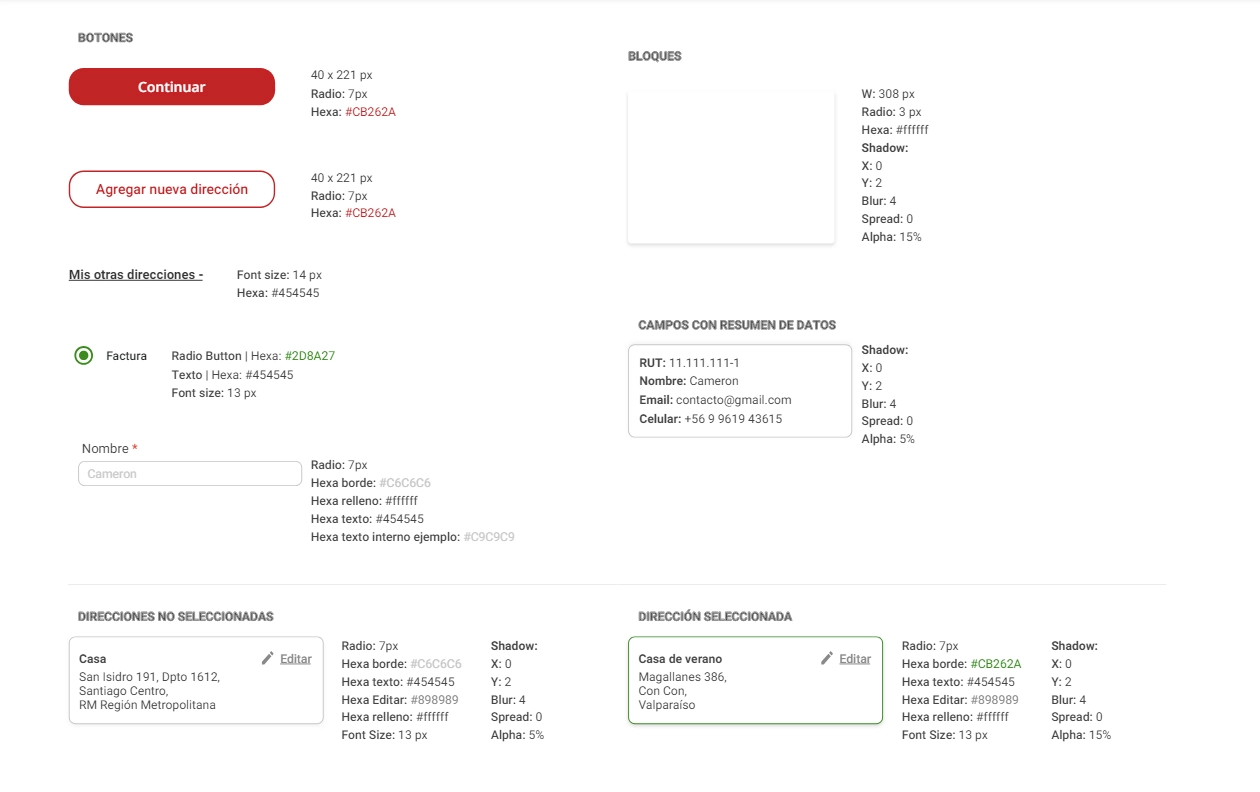 BOTONES
Continuar
40 x 221 px
Radio: 7px
Hexa: #CB262A
Agregar nueva dirección
40 x 221 px
Radio: 7px
Hexa: #CB262A
Mis otras direcciones -
Font size: 14 px
Hexa: #454545
Factura
Radio Button | Hexa: #2D8A27
Texto | Hexa: #454545
Font size: 13 px
Nombre *
Cameron
Radio: 7px
Hexa borde: #C6C6C6
Hexa relleno: #ffffff
Hexa texto: #454545
Hexa texto interno ejemplo: #C9C9C9
BLOQUES
W: 308 px
Radio: 3 px
Hexa: #ffffff
Shadow:
X: 0
Y: 2
Blur: 4
Spread: 0
Alpha: 15%
CAMPOS CON RESUMEN DE DATOS
RUT: 11.111.111-1
Nombre: Cameron
Email: contacto@gmail.com
Celular: +56 9 9619 43615
Shadow:
X: 0
Y: 2
Blur: 4
Spread: 0
Alpha: 5%
DIRECCIONES NO SELECCIONADAS
Casa
Editar
San Isidro 191, Dpto 1612,
Santiago Centro,
RM Región Metropolitana
Radio: 7px
Hexa borde: #C6C6C6
Hexa texto: #454545
Hexa Editar: #898989
Hexa relleno: #ffffff
Font Size: 13 px
Shadow:
X: 0
Y: 2
Blur: 4
Spread: 0
Alpha: 5%
DIRECCIÓN SELECCIONADA
Casa de verano
Editar
Magallanes 386,
Con Con,
Valparaíso
Radio: 7px
Hexa borde: #CB262A
Hexa texto: #454545
Hexa Editar: #898989
Hexa relleno: #ffffff
Font Size: 13 px
Shadow:
X: 0
Y: 2
Blur: 4
Spread: 0
Alpha: 15%